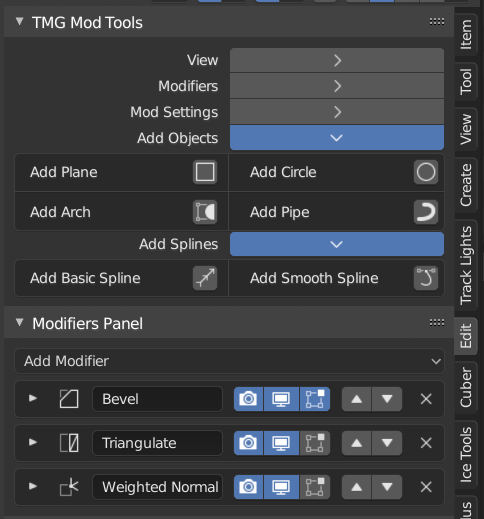 TMG Mod Tools
View
Modifiers
Mod Settings
Add Objects
Add Plane
Add Circle
Add Arch
Add Pipe
Add Splines
Add Basic Spline
Add Smooth Spline
Modifiers Panel
Add Modifier
Bevel
Triangulate
Weighted Normal
Item
Tool
View
Create
Track Lights
Edit
Cuber
Ice Tools
lus